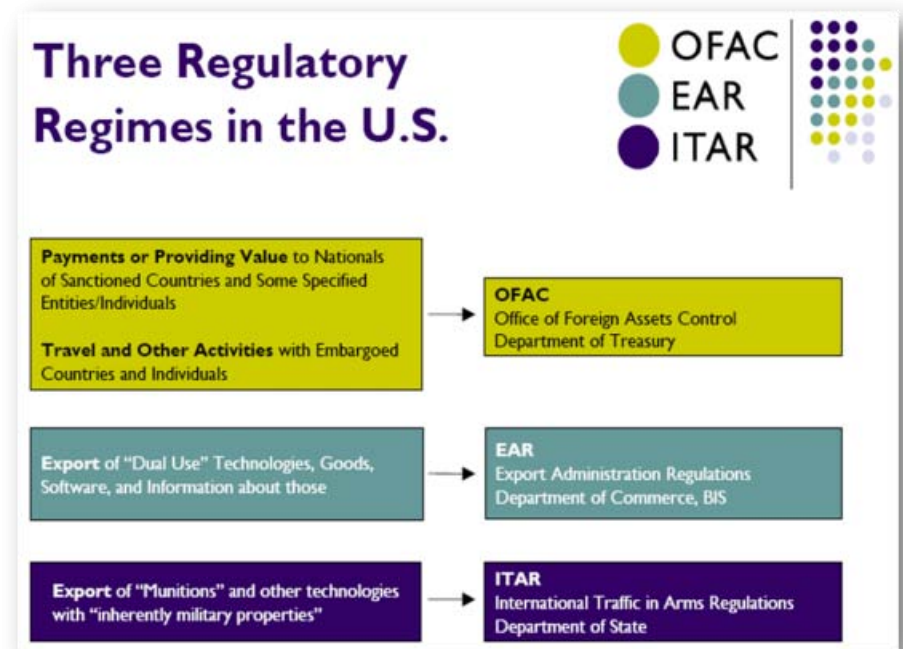 Three Regulatory
Regimes in the U.S.
OFAC
EAR
ITAR
Payments or Providing Value to Nationals
of Sanctioned Countries and Some Specified
Entities/Individuals
Travel and Other Activities with Embargoed
Countries and Individuals
OFAC
Office of Foreign Assets Control
Department of Treasury
Export of “Dual Use” Technologies, Goods,
Software, and Information about those
EAR
Export Administration Regulations
Department of Commerce, BIS
Export of “Munitions” and other technologies
with “inherently military properties”
ITAR
International Traffic in Arms Regulations
Department of State